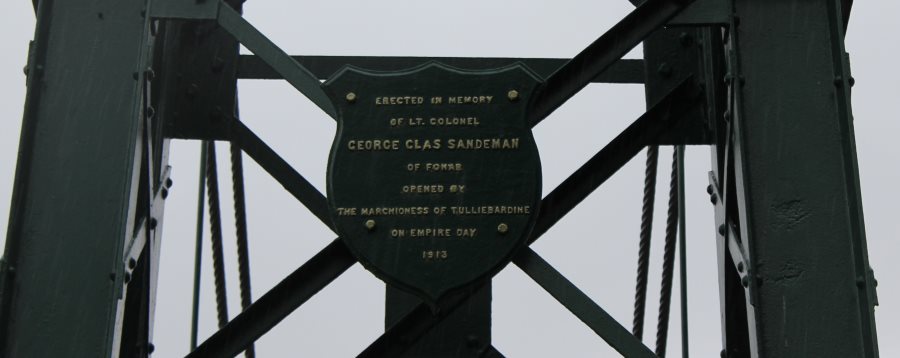 ERECTED IN MEMORY
OF LT. COLONEL
GEORGE GLAS SANDEMAN
OF FONAB
OPENED BY
THE MARCHIONESS OF TULLIEBARDINE
ON EMPIRE DAY
1913